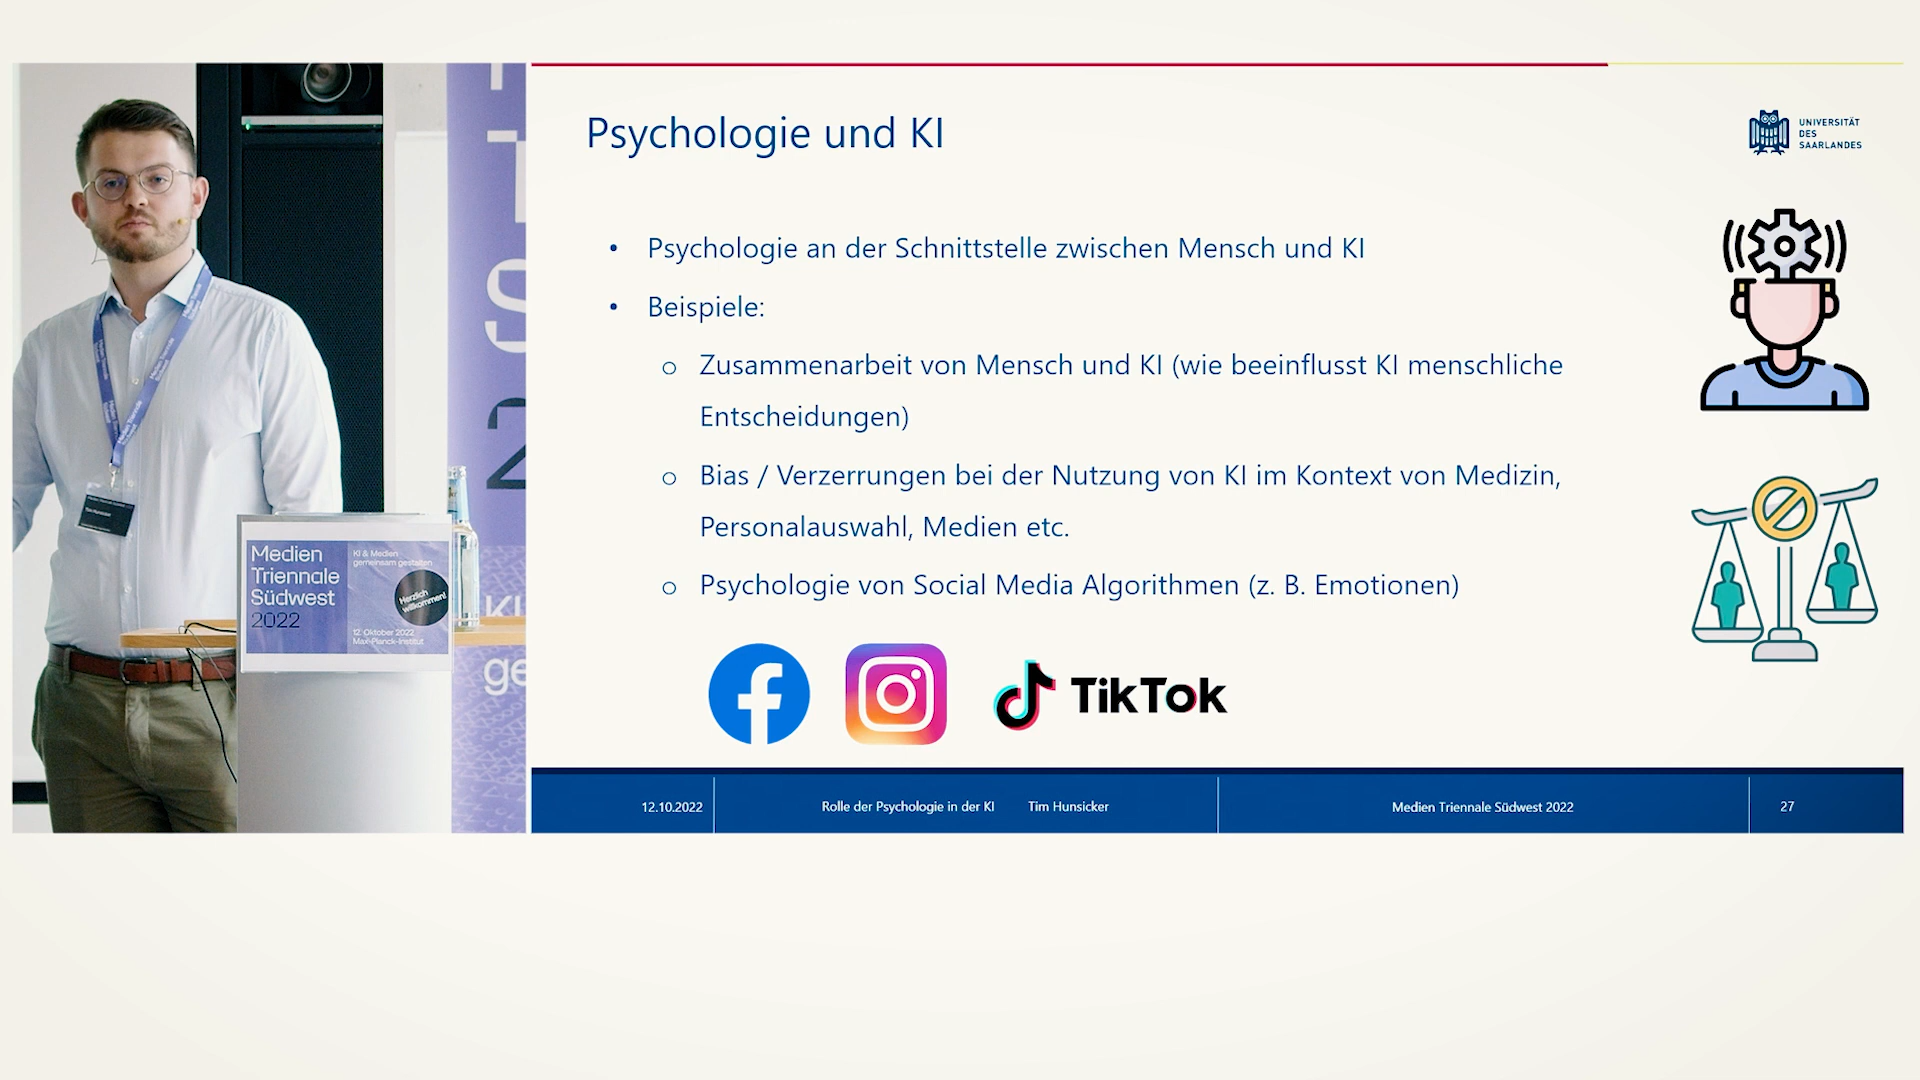 Psychologie und KI
UNIVERSITÄT
DES
SAARLANDES
• Psychologie an der Schnittstelle zwischen Mensch und KI
• Beispiele:
o Zusammenarbeit von Mensch und KI (wie beeinflusst KI menschliche
Entscheidungen)
o Bias / Verzerrungen bei der Nutzung von KI im Kontext von Medizin,
Personalauswahl, Medien etc.
o Psychologie von Social Media Algorithmen (z. B. Emotionen)
TikTok
12.10.2022
Rolle der Psychologie in der KI Tim Hunsicker
Medien Triennale Südwest 2022
27
Medien
Triennale
Südwest
2022
KI & Medien
gemeinsam gestalten
Herzlich
willkommen!
12. Oktober 2022
Max-Planck-Institut
KI
ge